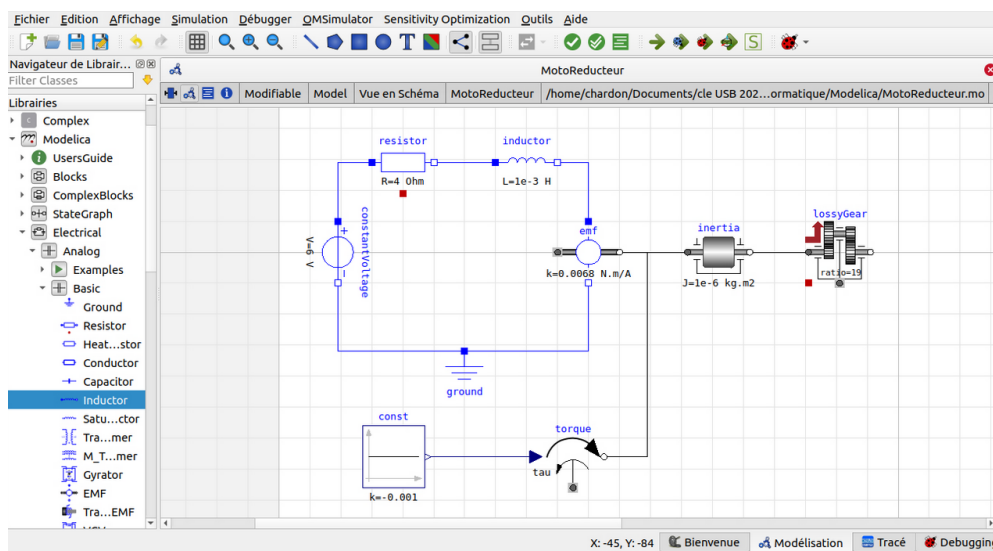 Fichier Edition Affichage Simulation Débugger OMSimulator Sensitivity Optimization Outils Aide
T
S
Navigateur de Librair...
MotoReducteur
Filter Classes
Modifiable Model Vue en Schéma MotoReducteur /home/chardon/Documents/cle USB 202...ormatique/Modelica/MotoReducteur.mo
Librairies
Complex
Modelica
UsersGuide
Blocks
ComplexBlocks
StateGraph
Electrical
Analog
Examples
Basic
Ground
Resistor
Heat...stor
Conductor
Capacitor
Inductor
Satu...ctor
Tra...mer
M_T...mer
Gyrator
EMF
Tra...EMF
resistor
R=4 Ohm
inductor
L=1e-3 H
constantVoltage
V=6 V
+
−
emf
k=0.0068 N.m/A
inertia
J=1e-6 kg.m2
lossyGear
ratio=19
ground
const
k=-0.001
torque
tau
X: -45, Y: -84 Bienvenue Modélisation Tracé Debugging